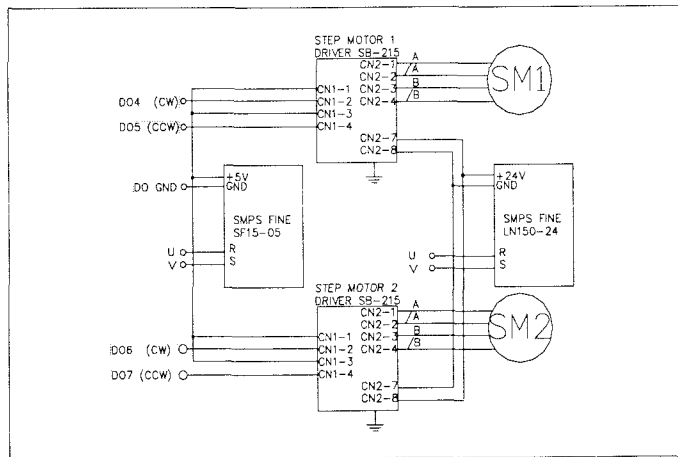 STEP MOTOR 1
DRIVER SB-215
CN2-1
CN2-2
CN2-3
CN2-4
A
/A
B
/B
SM1
CN1-1
CN1-2
CN1-3
CN1-4
DO4 (CW)
DO5 (CCW)
CN2-7
CN2-8
+5V
GND
DO GND
SMPS FINE
SF15-05
U
V
R
S
+24V
GND
SMPS FINE
LN150-24
U
V
R
S
STEP MOTOR 2
DRIVER SB-215
CN2-1
CN2-2
CN2-3
CN2-4
A
/A
B
/B
SM2
CN1-1
CN1-2
CN1-3
CN1-4
DO6 (CW)
DO7 (CCW)
CN2-7
CN2-8